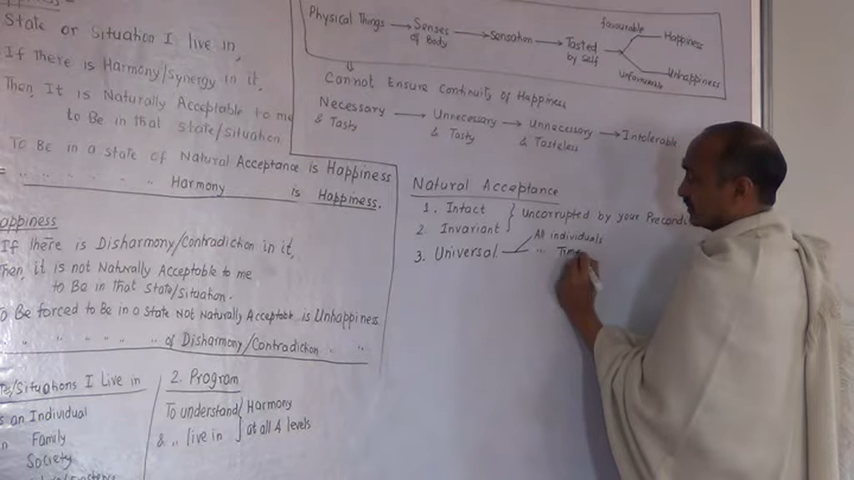 State or Situation I live in,
If There is Harmony/Synergy in it,
Then, It is Naturally Acceptable to me
to Be in that State/Situation.
To Be in a State of Natural Acceptance is Happiness
= " " " " Harmony is Happiness.
appiness
If there is Disharmony/Contradiction in it,
Then, it is not Naturally Acceptable to me
to Be in that State/Situation.
To Be forced to Be in a State Not Naturally Acceptable is Unhappiness
" " " " " of Disharmony/Contradiction " "
tes/Situations I Live in
s an Individual
n Family
Society
2. Program
To understand Harmony
& " live in at all 4 levels
Physical Things → Senses of Body → Sensation → Tasted by Self
favourable → Happiness
Unfavourable → Unhappiness
Cannot Ensure Continuity of Happiness
Necessary & Tasty → Unnecessary & Tasty → Unnecessary & Tasteless → Intolerable
Natural Acceptance
1. Intact
2. Invariant
uncorrupted by your Precondi
3. Universal
All individuals
" Time